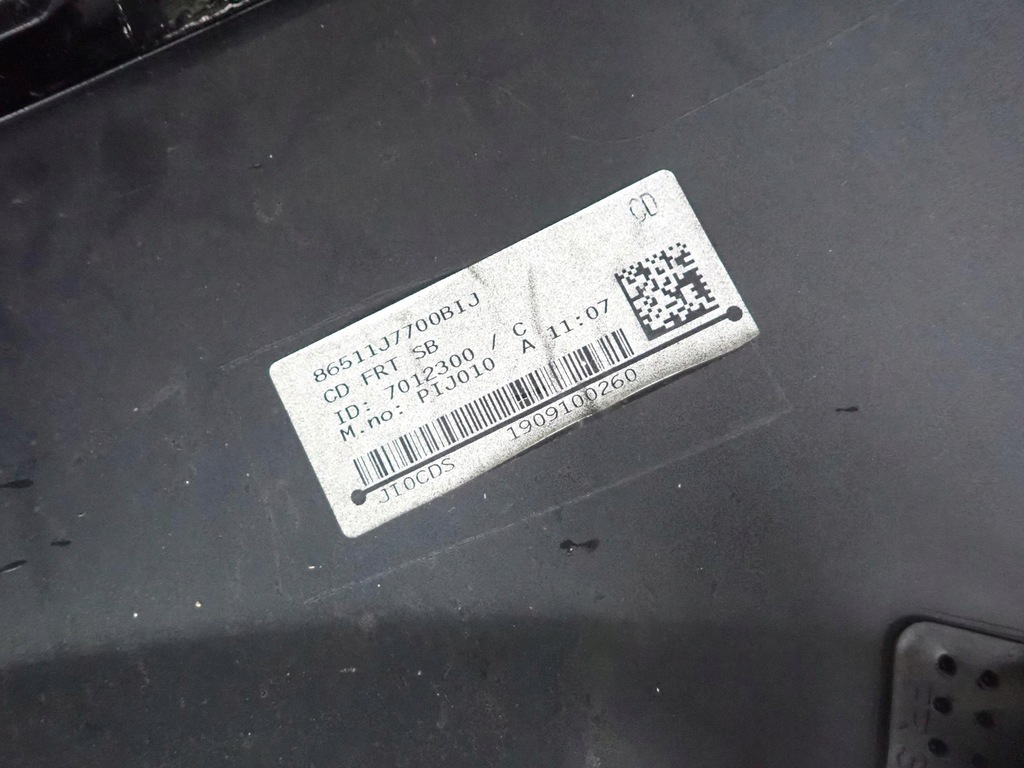 CD
86511J7700BIJ
CD FRT SB
ID: 7012300 / C
M.no: PIJ010 A 11:07
JI0CDS 1909100260